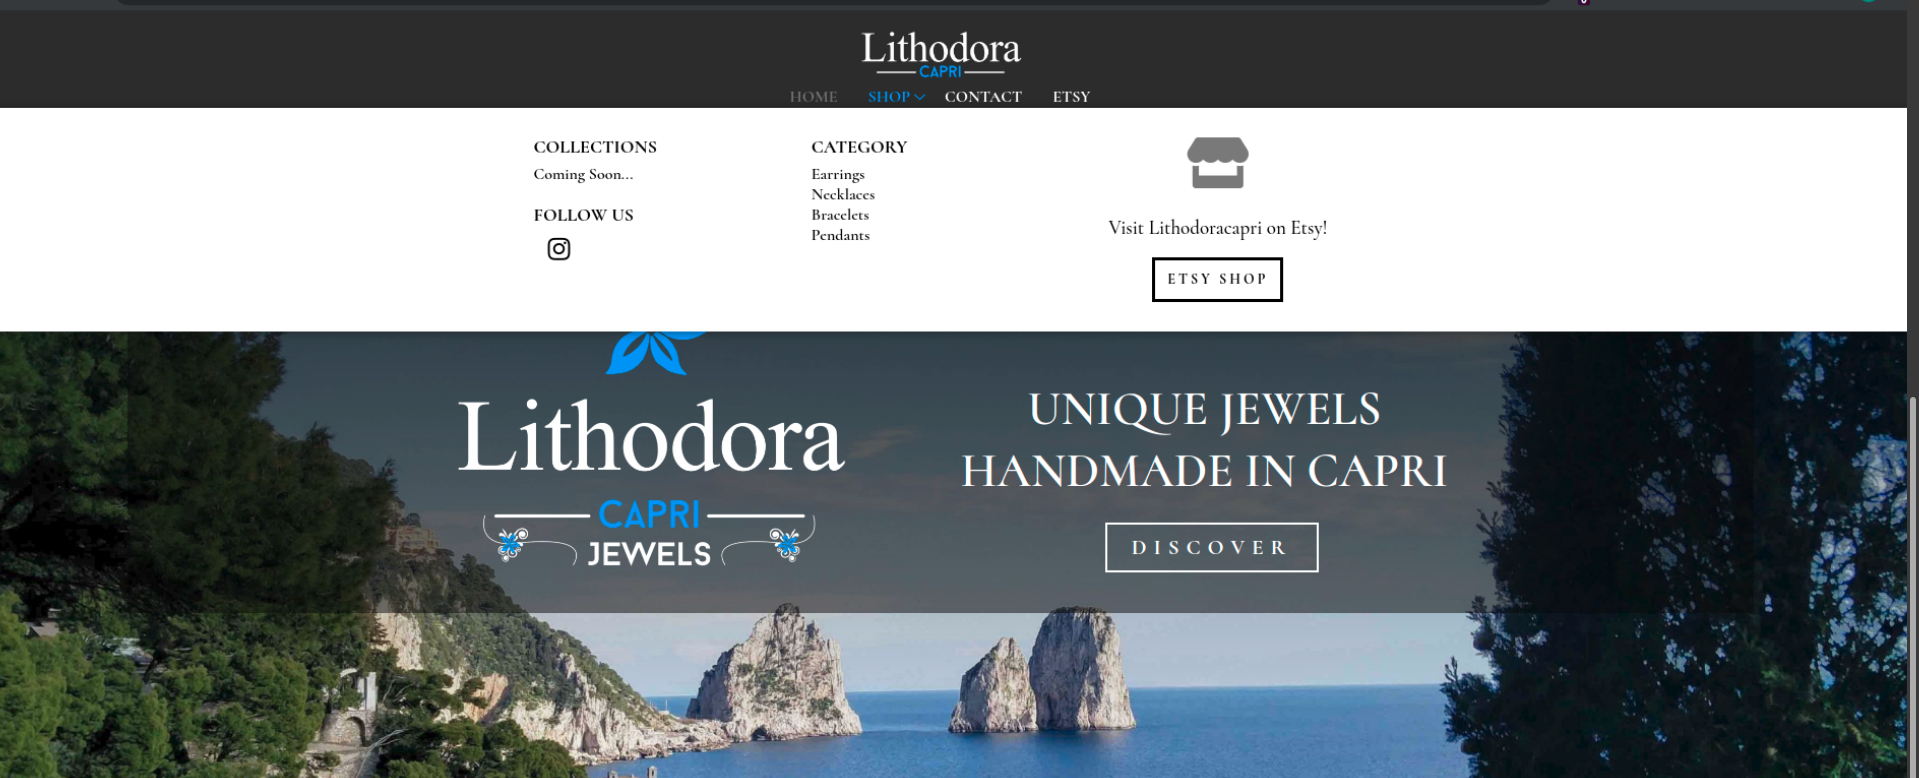 Lithodora
CAPRI
HOME SHOP CONTACT ETSY
COLLECTIONS
Coming Soon...
FOLLOW US
CATEGORY
Earrings
Necklaces
Bracelets
Pendants
Visit Lithodoracapri on Etsy!
ETSY SHOP
Lithodora
CAPRI
JEWELS
UNIQUE JEWELS
HANDMADE IN CAPRI
DISCOVER